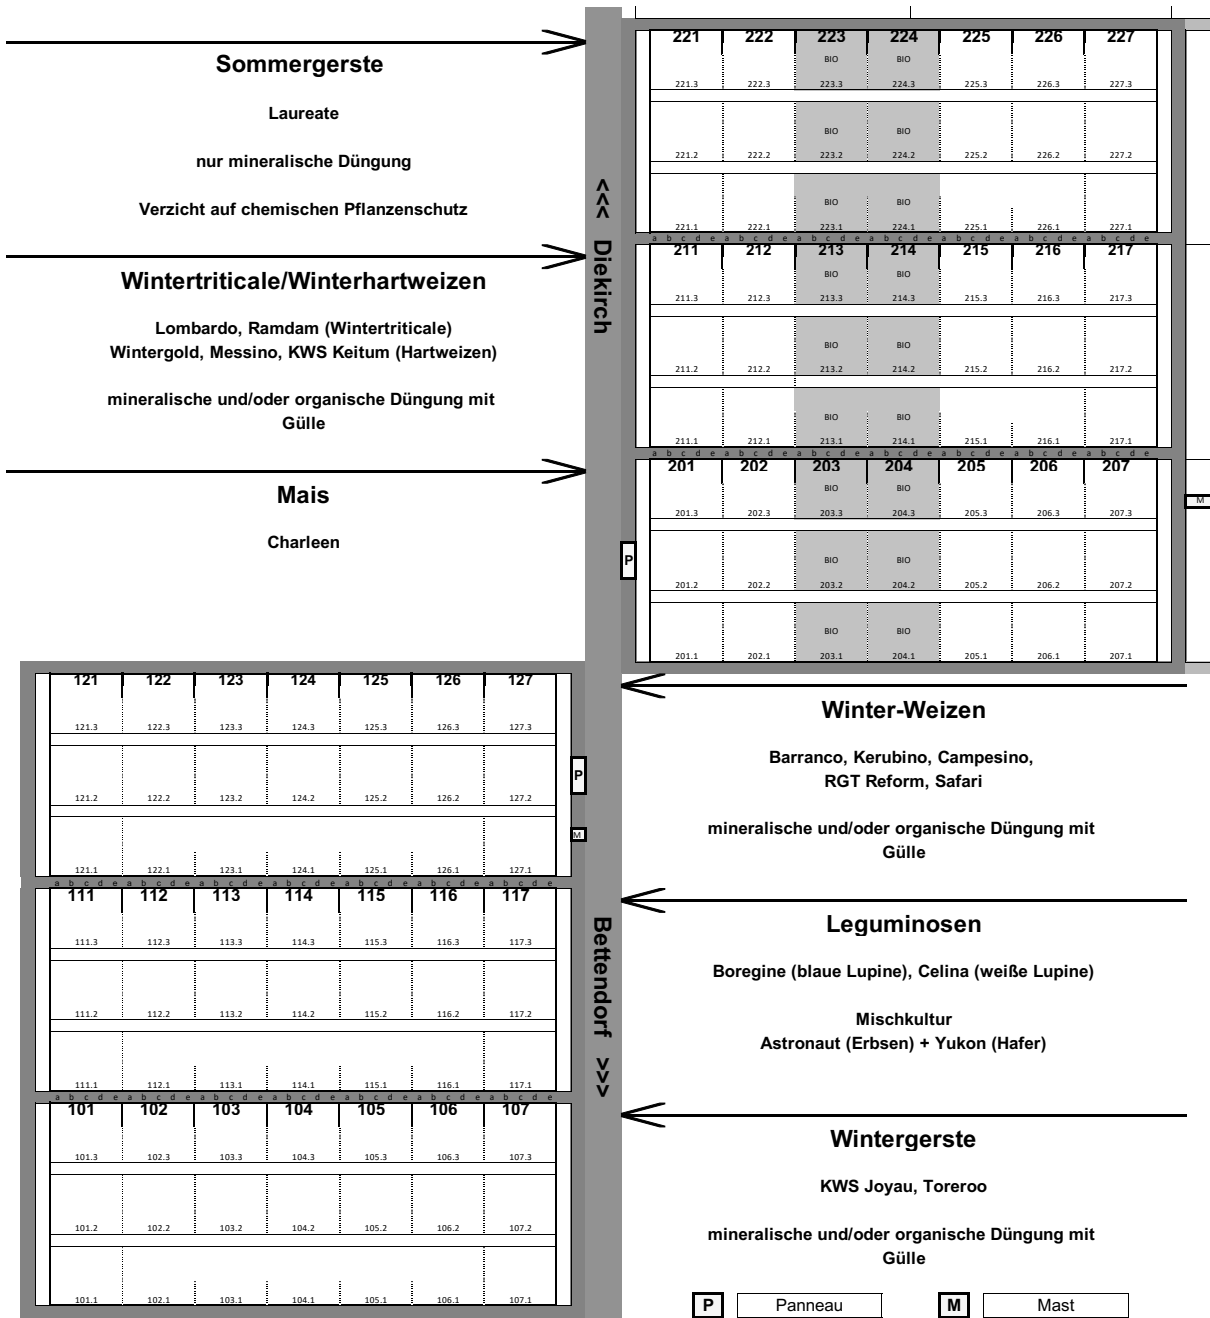 Sommergerste
Laureate
nur mineralische Düngung
Verzicht auf chemischen Pflanzenschutz
Wintertriticale/Winterhartweizen
Lombardo, Ramdam (Wintertriticale)
Wintergold, Messino, KWS Keitum (Hartweizen)
mineralische und/oder organische Düngung mit
Gülle
Mais
Charleen
<<< Diekirch
Bettendorf >>>
221 222 223 224 225 226 227
BIO BIO
221.3 222.3 223.3 224.3 225.3 226.3 227.3
BIO BIO
221.2 222.2 223.2 224.2 225.2 226.2 227.2
BIO BIO
221.1 222.1 223.1 224.1 225.1 226.1 227.1
a b c d e a b c d e a b c d e a b c d e a b c d e a b c d e a b c d e
211 212 213 214 215 216 217
BIO BIO
211.3 212.3 213.3 214.3 215.3 216.3 217.3
BIO BIO
211.2 212.2 213.2 214.2 215.2 216.2 217.2
BIO BIO
211.1 212.1 213.1 214.1 215.1 216.1 217.1
a b c d e a b c d e a b c d e a b c d e a b c d e a b c d e a b c d e
201 202 203 204 205 206 207
BIO BIO
M
201.3 202.3 203.3 204.3 205.3 206.3 207.3
P
BIO BIO
201.2 202.2 203.2 204.2 205.2 206.2 207.2
BIO BIO
201.1 202.1 203.1 204.1 205.1 206.1 207.1
121 122 123 124 125 126 127
121.3 122.3 123.3 124.3 125.3 126.3 127.3
P
121.2 122.2 123.2 124.2 125.2 126.2 127.2
M
121.1 122.1 123.1 124.1 125.1 126.1 127.1
a b c d e a b c d e a b c d e a b c d e a b c d e a b c d e a b c d e
111 112 113 114 115 116 117
111.3 112.3 113.3 114.3 115.3 116.3 117.3
111.2 112.2 113.2 114.2 115.2 116.2 117.2
111.1 112.1 113.1 114.1 115.1 116.1 117.1
a b c d e a b c d e a b c d e a b c d e a b c d e a b c d e a b c d e
101 102 103 104 105 106 107
101.3 102.3 103.3 104.3 105.3 106.3 107.3
101.2 102.2 103.2 104.2 105.2 106.2 107.2
101.1 102.1 103.1 104.1 105.1 106.1 107.1
Winter-Weizen
Barranco, Kerubino, Campesino,
RGT Reform, Safari
mineralische und/oder organische Düngung mit
Gülle
Leguminosen
Boregine (blaue Lupine), Celina (weiße Lupine)
Mischkultur
Astronaut (Erbsen) + Yukon (Hafer)
Wintergerste
KWS Joyau, Toreroo
mineralische und/oder organische Düngung mit
Gülle
P Panneau M Mast